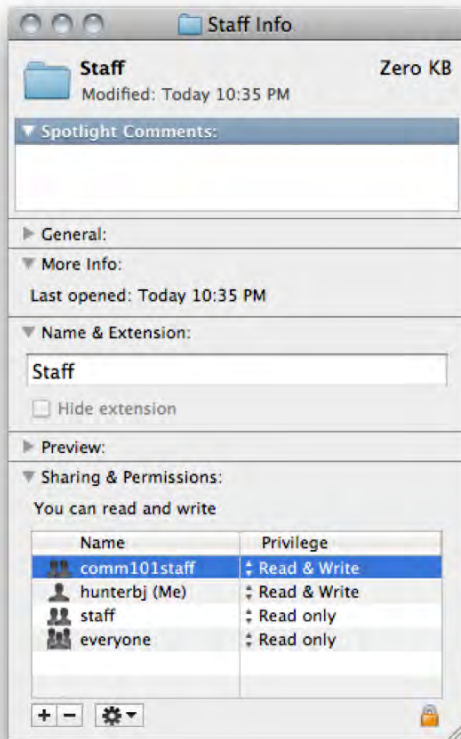 Staff Info
Staff Zero KB
Modified: Today 10:35 PM
Spotlight Comments:
General:
More Info:
Last opened: Today 10:35 PM
Name & Extension:
Staff
Hide extension
Preview:
Sharing & Permissions:
You can read and write
Name Privilege
comm101staff Read & Write
hunterbj (Me) Read & Write
staff Read only
everyone Read only